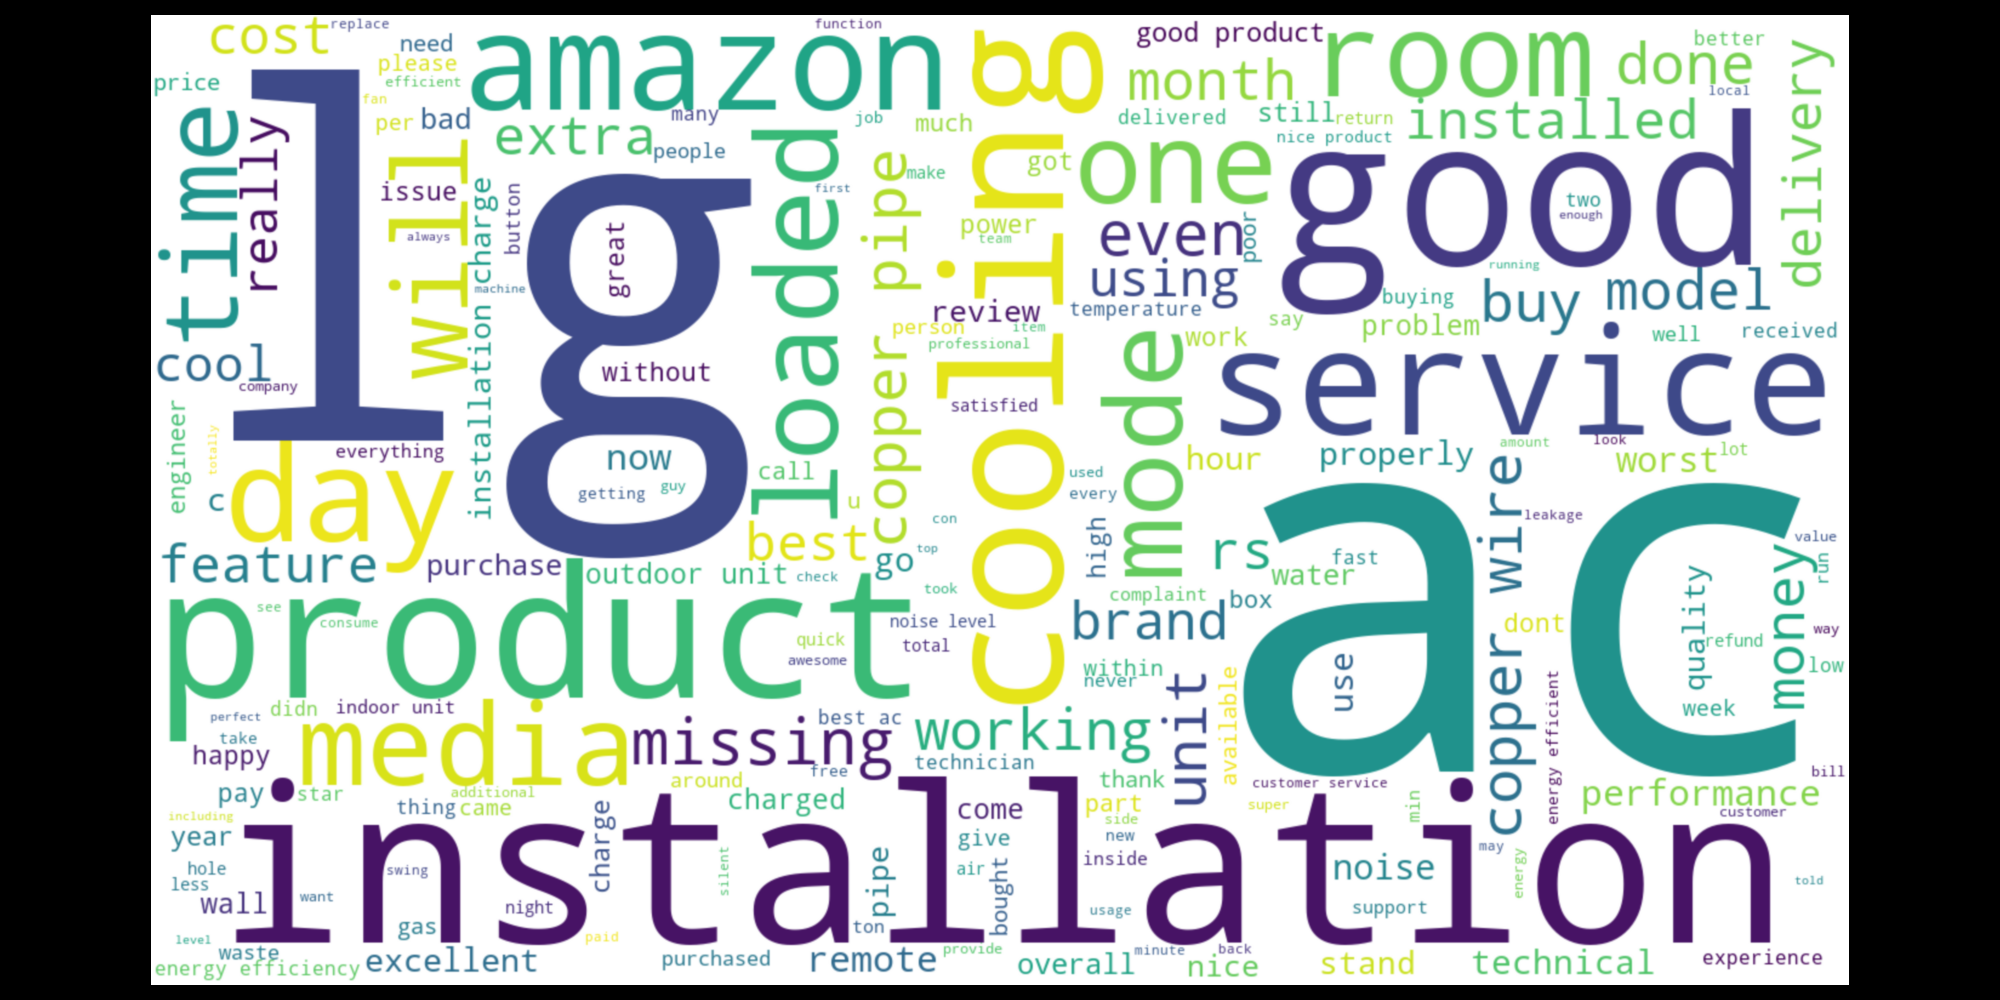 cost
replace
function
good product
need
amazon
cooling
room
better
please
month
done
delivery
price
lg
efficient
fan
local
time
many
job
delivered
still
return
installed
per
bad
extra
much
good
really
will
loaded
nice product
people
one
copper pipe
got
make
issue
installation charge
button
first
two
enough
great
power
even
poor
always
team
using
running
machine
model
buying
buy
review
temperature
say
person
item
problem
received
mode
work
well
professional
cool
service
without
company
satisfied
engineer
totally
everything
look
amount
day
now
call
hour
properly
worst
lot
used
copper wire
c
getting
guy
u
every
ac
con
leakage
high
best
value
feature
purchase
go
top
rs
fast
money
run
product
outdoor unit
check
water
quality
took
complaint
box
see
consume
noise level
brand
dont
way
quick
total
refund
awesome
use
within
low
never
unit
available
energy efficient
didn
indoor unit
media
week
perfect
best ac
missing
working
take
happy
technician
free
around
thank
bill
customer service
pay
star
additional
charged
performance
thing
came
charge
come
part
super
min
customer
including
side
year
installation
give
new
may
silent
pipe
inside
noise
hole
swing
air
bought
energy
told
less
want
wall
night
usage
support
gas
ton
level
paid
waste
provide
minute
back
energy efficiency
excellent
purchased
remote
overall
nice
stand
technical
experience